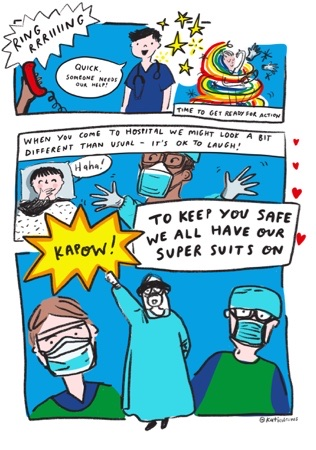 RING
RRRIIIING
QUICK,
SOMEONE NEEDS
OUR HELP!
TIME TO GET READY FOR ACTION
WHEN YOU COME TO HOSPITAL WE MIGHT LOOK A BIT
DIFFERENT THAN USUAL - IT'S OK TO LAUGH!
Haha!
TO KEEP YOU SAFE
WE ALL HAVE OUR
SUPER SUITS ON
KAPOW!